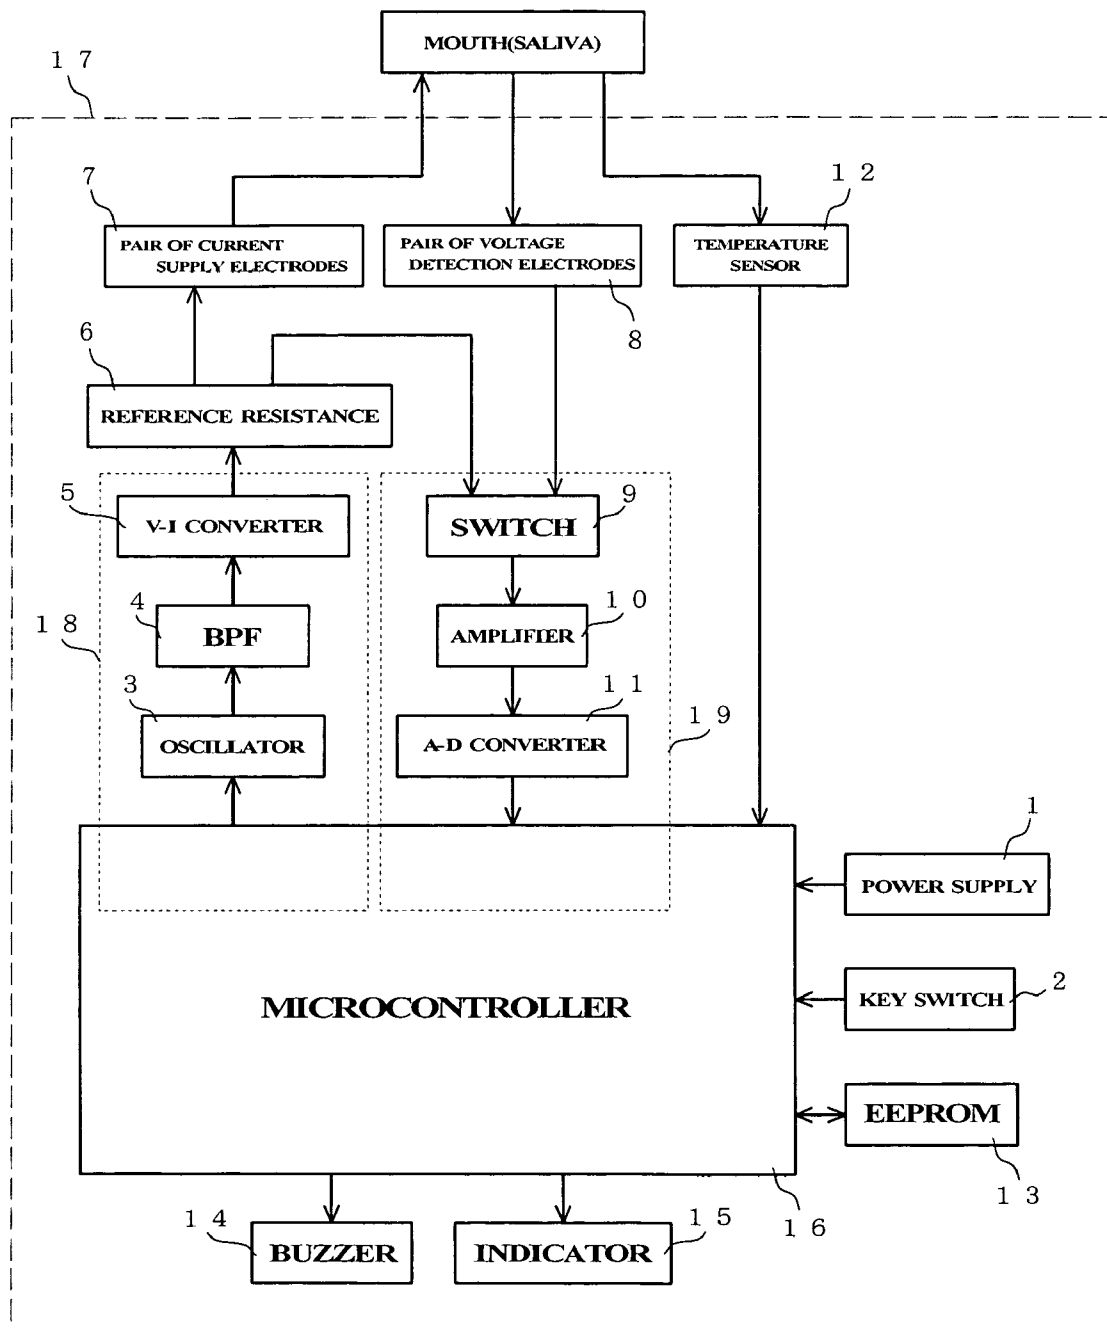 MOUTH(SALIVA)
1 7
7
1 2
PAIR OF CURRENT
SUPPLY ELECTRODES
PAIR OF VOLTAGE
DETECTION ELECTRODES
TEMPERATURE
SENSOR
8
6
REFERENCE RESISTANCE
5
V-I CONVERTER
9
SWITCH
4
BPF
1 0
AMPLIFIER
1 8
3
OSCILLATOR
1 1
A-D CONVERTER
1 9
1
POWER SUPPLY
MICROCONTROLLER
KEY SWITCH
2
EEPROM
1 3
1 6
1 4
BUZZER
1 5
INDICATOR